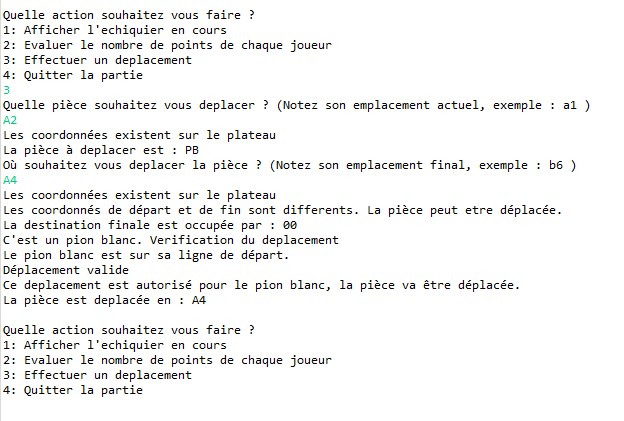 Quelle action souhaitez vous faire ?
1: Afficher l'echiquier en cours
2: Evaluer le nombre de points de chaque joueur
3: Effectuer un deplacement
4: Quitter la partie
3
Quelle pièce souhaitez vous deplacer ? (Notez son emplacement actuel, exemple : a1 )
A2
Les coordonnées existent sur le plateau
La pièce à deplacer est : PB
Où souhaitez vous deplacer la pièce ? (Notez son emplacement final, exemple : b6 )
A4
Les coordonnées existent sur le plateau
Les coordonnés de départ et de fin sont differents. La pièce peut etre déplacée.
La destination finale est occupée par : 00
C'est un pion blanc. Verification du deplacement
Le pion blanc est sur sa ligne de départ.
Déplacement valide
Ce deplacement est autorisé pour le pion blanc, la pièce va être déplacée.
La pièce est deplacée en : A4
Quelle action souhaitez vous faire ?
1: Afficher l'echiquier en cours
2: Evaluer le nombre de points de chaque joueur
3: Effectuer un deplacement
4: Quitter la partie